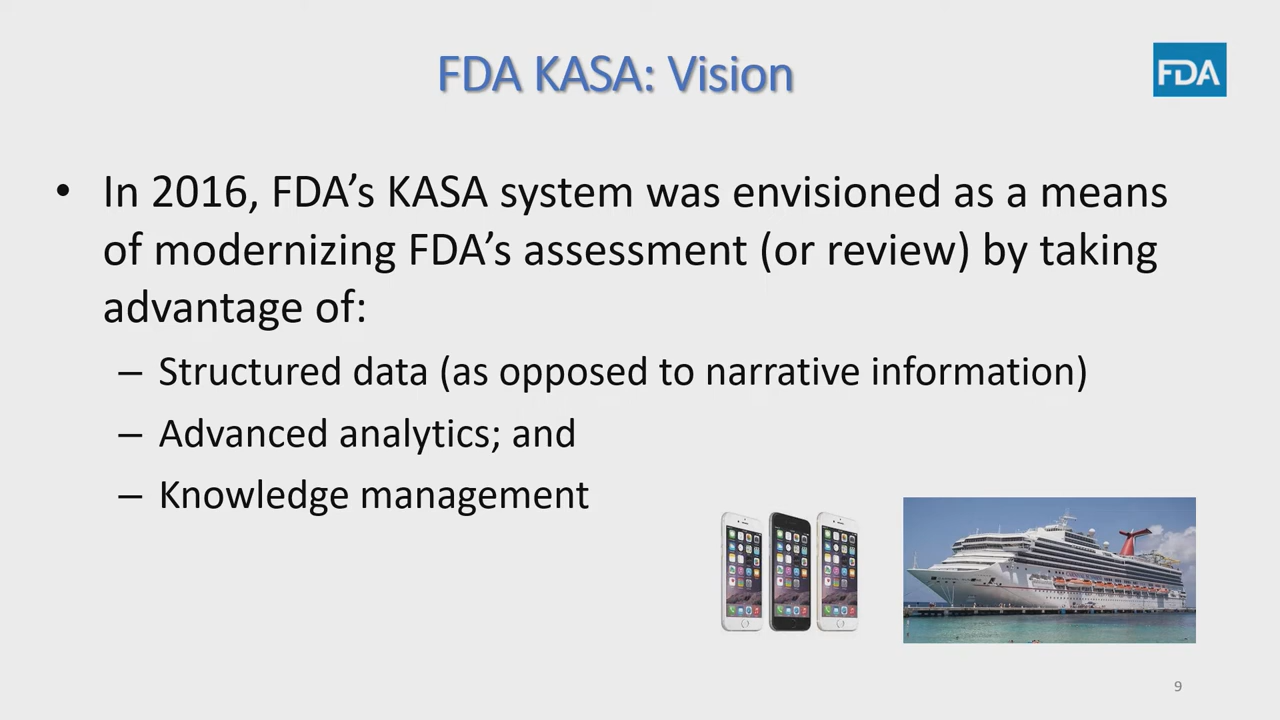 FDA KASA: Vision
FDA
• In 2016, FDA’s KASA system was envisioned as a means
of modernizing FDA’s assessment (or review) by taking
advantage of:
– Structured data (as opposed to narrative information)
– Advanced analytics; and
– Knowledge management
9